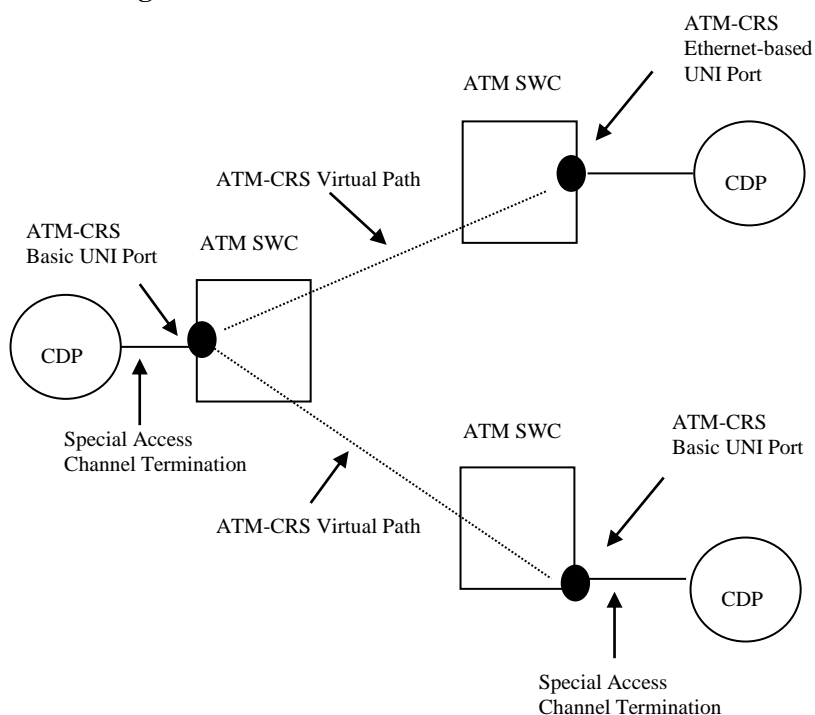 ATM-CRS
Ethernet-based
UNI Port
ATM SWC
CDP
ATM-CRS Virtual Path
ATM-CRS
Basic UNI Port
ATM SWC
CDP
Special Access
Channel Termination
ATM-CRS
Basic UNI Port
ATM SWC
ATM-CRS Virtual Path
CDP
Special Access
Channel Termination